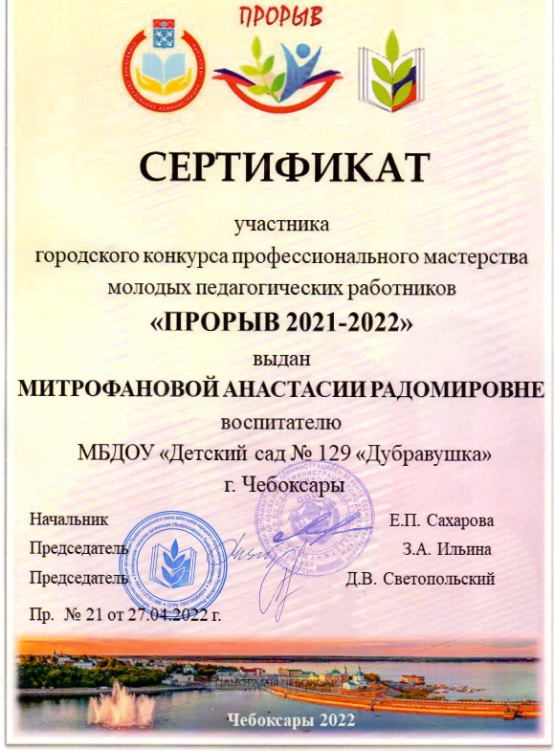 ПРОРЫВ
СЕРТИФИКАТ
участника
городского конкурса профессионального мастерства
молодых педагогических работников
«ПРОРЫВ 2021-2022»
выдан
МИТРОФАНОВОЙ АНАСТАСИИ РАДОМИРОВНЕ
воспитателю
МБДОУ «Детский сад № 129 «Дубравушка»
г. Чебоксары
Начальник Е.П. Сахарова
Председатель З.А. Ильина
Председатель Д.В. Светопольский
Пр. № 21 от 27.04.2022 г.
Чебоксары 2022